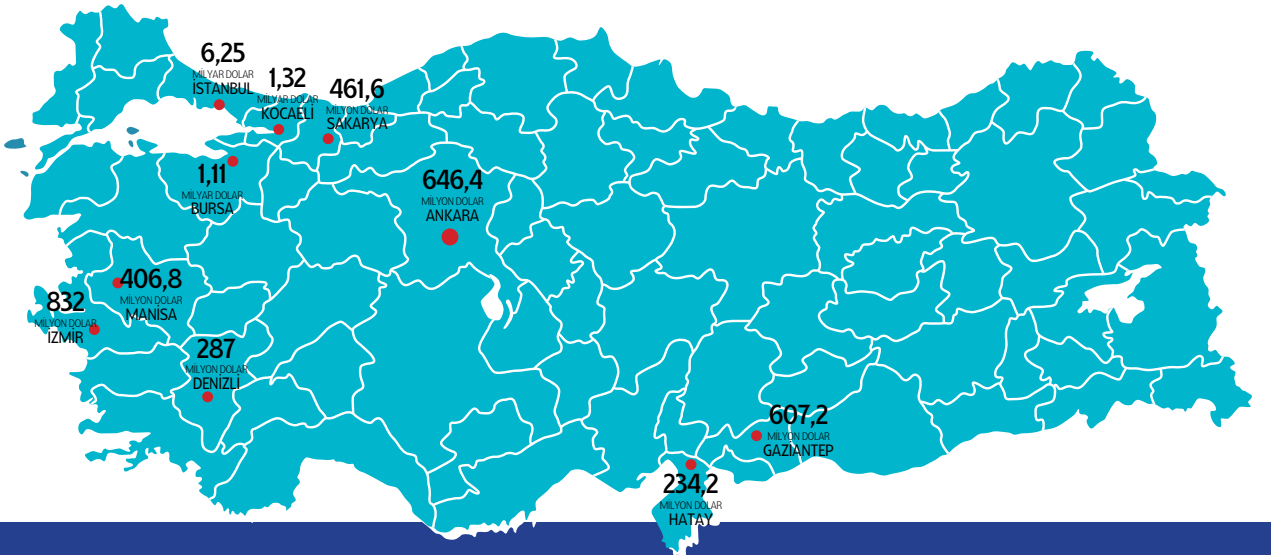 6,25
MİLYAR DOLAR
İSTANBUL
1,32
MİLYAR DOLAR
KOCAELİ
461,6
MİLYON DOLAR
SAKARYA
1,11
MİLYAR DOLAR
BURSA
646,4
MİLYON DOLAR
ANKARA
406,8
MİLYON DOLAR
MANİSA
832
MİLYON DOLAR
İZMİR
287
MİLYON DOLAR
DENİZLİ
607,2
MİLYON DOLAR
GAZİANTEP
234,2
MİLYON DOLAR
HATAY